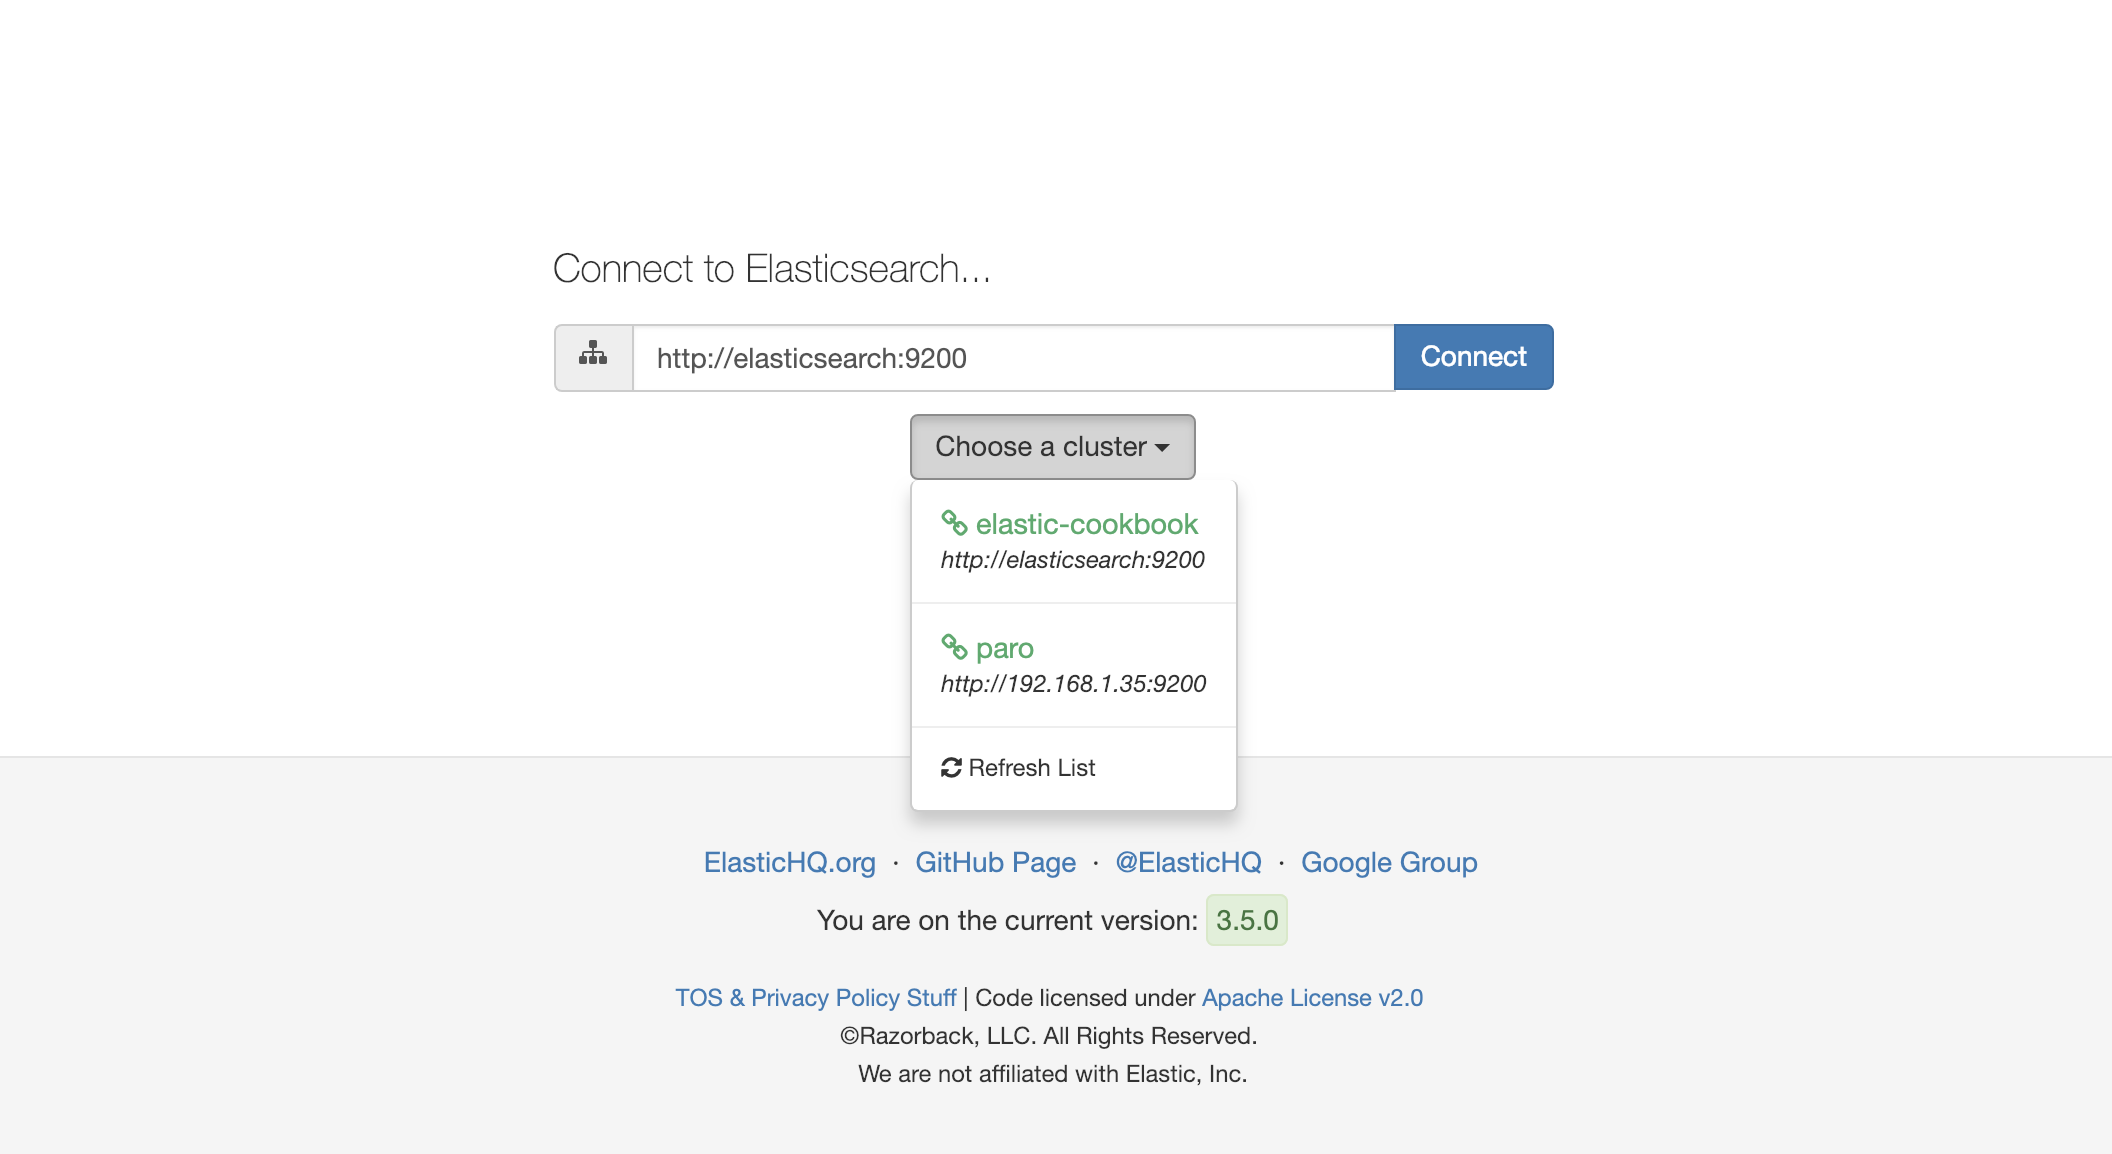 Connect to Elasticsearch...
http://elasticsearch:9200
Connect
Choose a cluster
elastic-cookbook
http://elasticsearch:9200
paro
http://192.168.1.35:9200
Refresh List
ElasticHQ.org · GitHub Page · @ElasticHQ · Google Group
You are on the current version: 3.5.0
TOS & Privacy Policy Stuff | Code licensed under Apache License v2.0
©Razorback, LLC. All Rights Reserved.
We are not affiliated with Elastic, Inc.